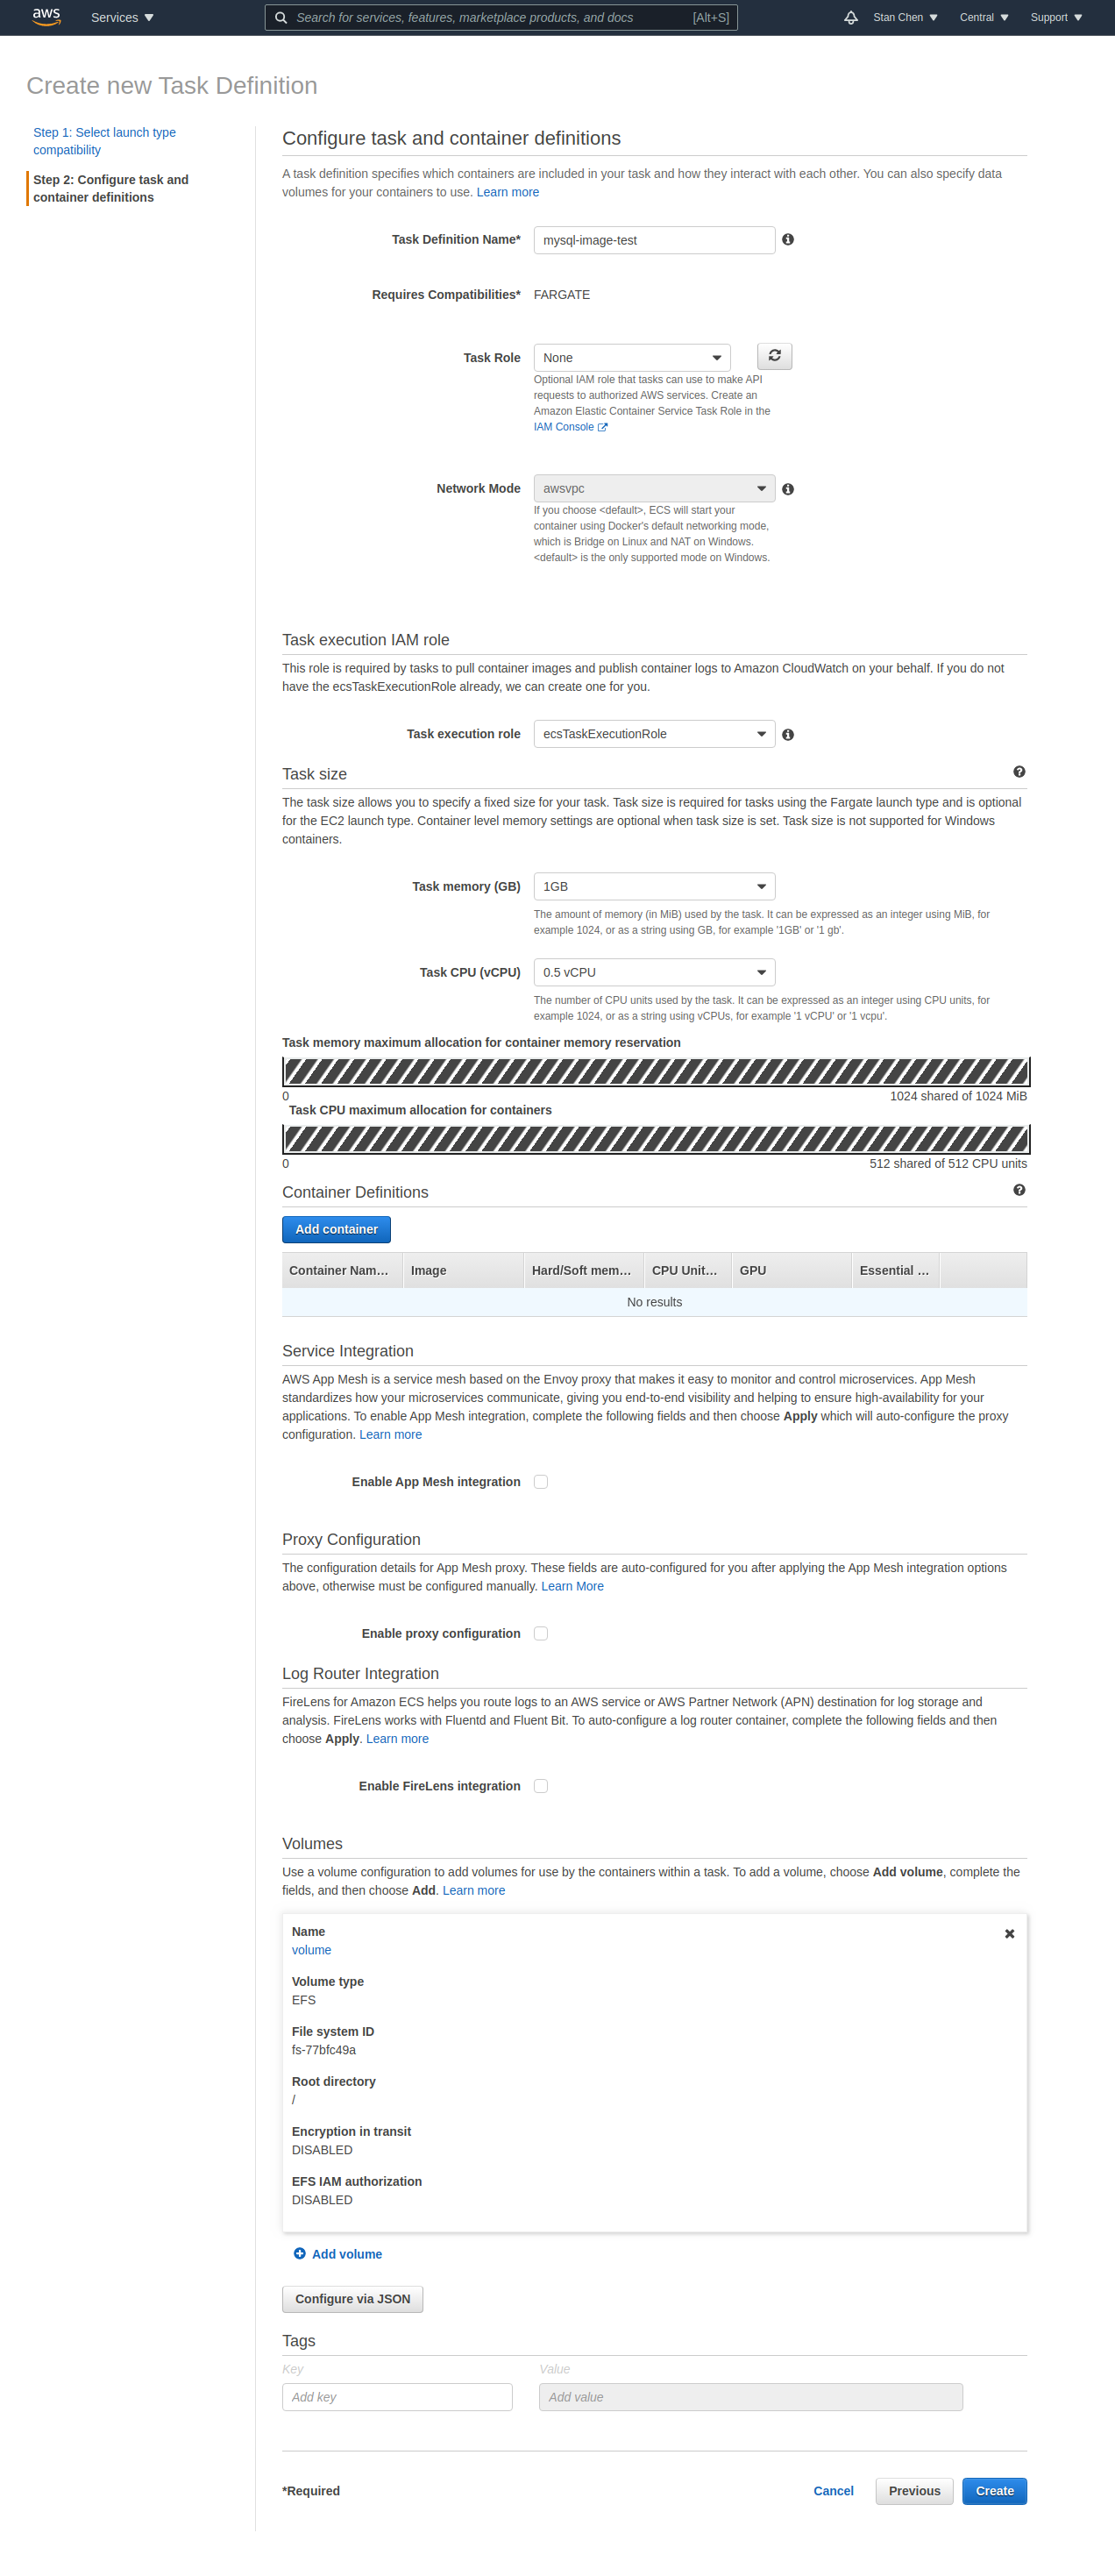 aws
Services
Search for services, features, marketplace products, and docs [Alt+S]
Stan Chen
Central
Support
Create new Task Definition
Step 1: Select launch type
compatibility
Step 2: Configure task and
container definitions
Configure task and container definitions
A task definition specifies which containers are included in your task and how they interact with each other. You can also specify data
volumes for your containers to use. Learn more
Task Definition Name* mysql-image-test
Requires Compatibilities* FARGATE
Task Role None
Optional IAM role that tasks can use to make API
requests to authorized AWS services. Create an
Amazon Elastic Container Service Task Role in the
IAM Console
Network Mode awsvpc
If you choose <default>, ECS will start your
container using Docker's default networking mode,
which is Bridge on Linux and NAT on Windows.
<default> is the only supported mode on Windows.
Task execution IAM role
This role is required by tasks to pull container images and publish container logs to Amazon CloudWatch on your behalf. If you do not
have the ecsTaskExecutionRole already, we can create one for you.
Task execution role ecsTaskExecutionRole
Task size
The task size allows you to specify a fixed size for your task. Task size is required for tasks using the Fargate launch type and is optional
for the EC2 launch type. Container level memory settings are optional when task size is set. Task size is not supported for Windows
containers.
Task memory (GB) 1GB
The amount of memory (in MiB) used by the task. It can be expressed as an integer using MiB, for
example 1024, or as a string using GB, for example '1GB' or '1 gb'.
Task CPU (vCPU) 0.5 vCPU
The number of CPU units used by the task. It can be expressed as an integer using CPU units, for
example 1024, or as a string using vCPUs, for example '1 vCPU' or '1 vcpu'.
Task memory maximum allocation for container memory reservation
0 1024 shared of 1024 MiB
Task CPU maximum allocation for containers
0 512 shared of 512 CPU units
Container Definitions
Add container
Container Nam... Image Hard/Soft mem... CPU Unit... GPU Essential ...
No results
Service Integration
AWS App Mesh is a service mesh based on the Envoy proxy that makes it easy to monitor and control microservices. App Mesh
standardizes how your microservices communicate, giving you end-to-end visibility and helping to ensure high-availability for your
applications. To enable App Mesh integration, complete the following fields and then choose Apply which will auto-configure the proxy
configuration. Learn more
Enable App Mesh integration
Proxy Configuration
The configuration details for App Mesh proxy. These fields are auto-configured for you after applying the App Mesh integration options
above, otherwise must be configured manually. Learn More
Enable proxy configuration
Log Router Integration
FireLens for Amazon ECS helps you route logs to an AWS service or AWS Partner Network (APN) destination for log storage and
analysis. FireLens works with Fluentd and Fluent Bit. To auto-configure a log router container, complete the following fields and then
choose Apply. Learn more
Enable FireLens integration
Volumes
Use a volume configuration to add volumes for use by the containers within a task. To add a volume, choose Add volume, complete the
fields, and then choose Add. Learn more
Name
volume
Volume type
EFS
File system ID
fs-77bfc49a
Root directory
/
Encryption in transit
DISABLED
EFS IAM authorization
DISABLED
Add volume
Configure via JSON
Tags
Key Value
Add key Add value
*Required Cancel Previous Create